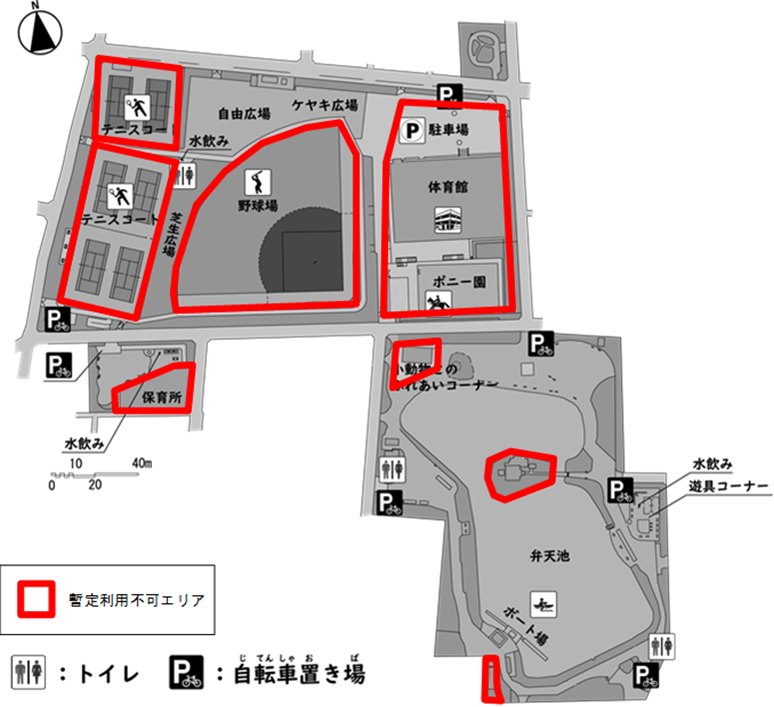 N
P
自由広場
ケヤキ広場
P
駐車場
テニスコート
水飲み
体育館
野球場
テニスコート
芝生広場
ポニー園
P
P
P
小動物との
ふれあいコーナー
保育所
水飲み
10 40m
0 20
P
P
水飲み
遊具コーナー
弁天池
ボート場
P
暫定利用不可エリア
:トイレ
P:自転車置き場
じ てん しゃ お ば